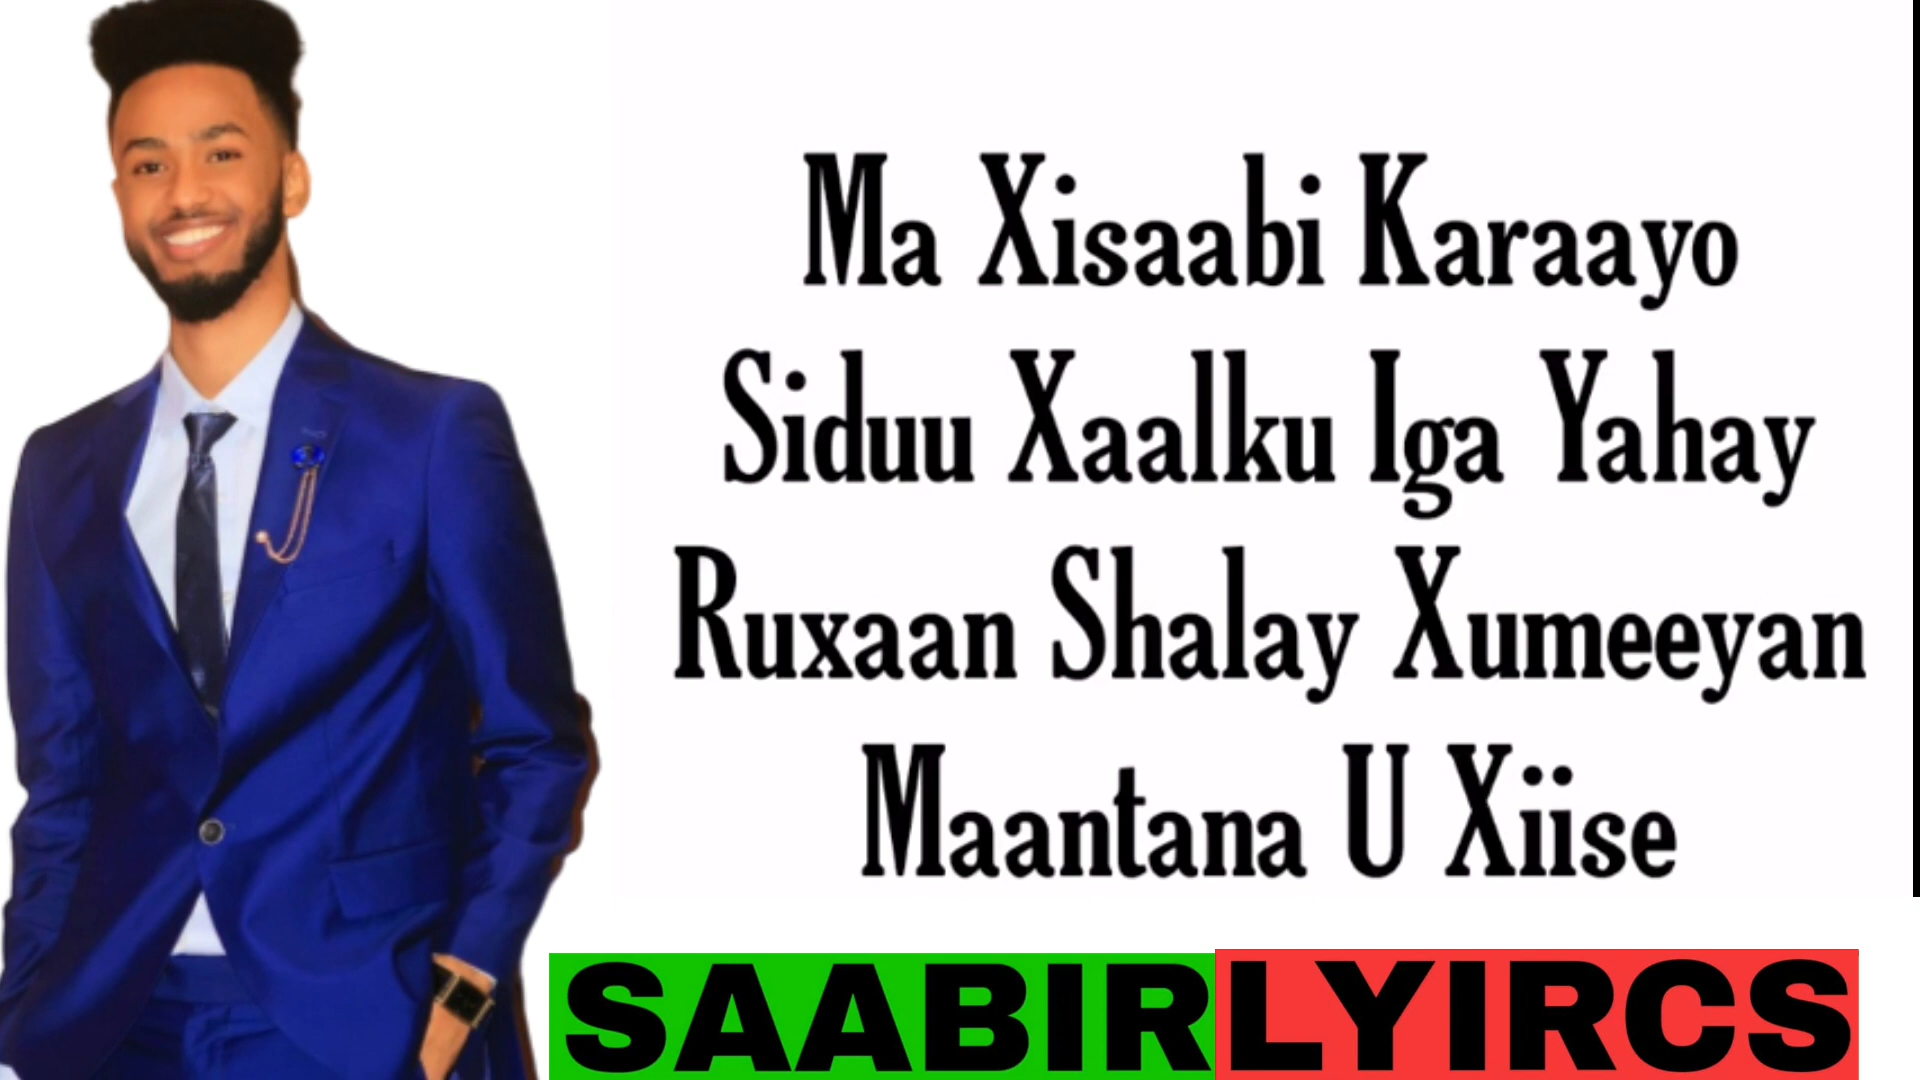 Ma Xisaabi Karaayo
Siduu Xaalku Iga Yahay
Ruxaan Shalay Xumeeyan
Maantana U Xiise
SAABIRLYIRCS